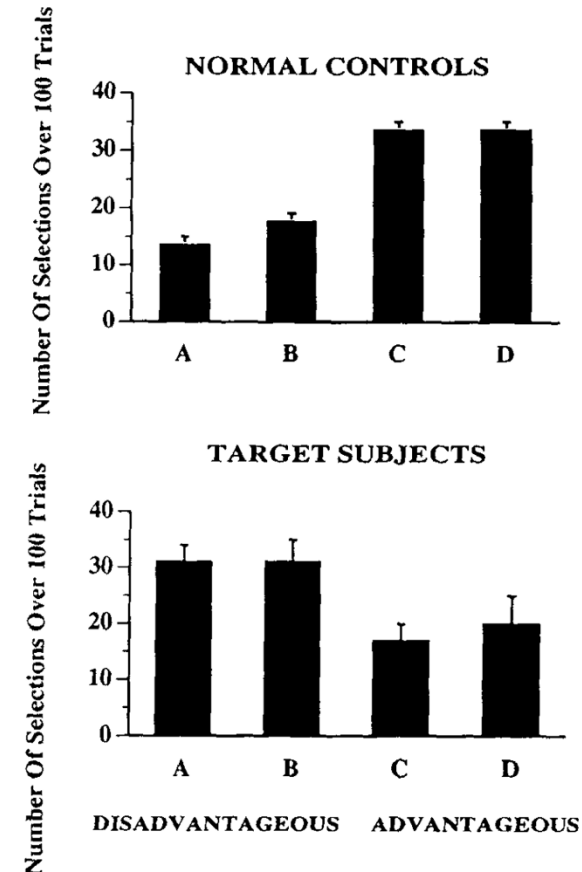 NORMAL CONTROLS
Number Of Selections Over 100 Trials
40
30
20
10
0
A B C D
TARGET SUBJECTS
Number Of Selections Over 100 Trials
40
30
20
10
0
A B C D
DISADVANTAGEOUS ADVANTAGEOUS